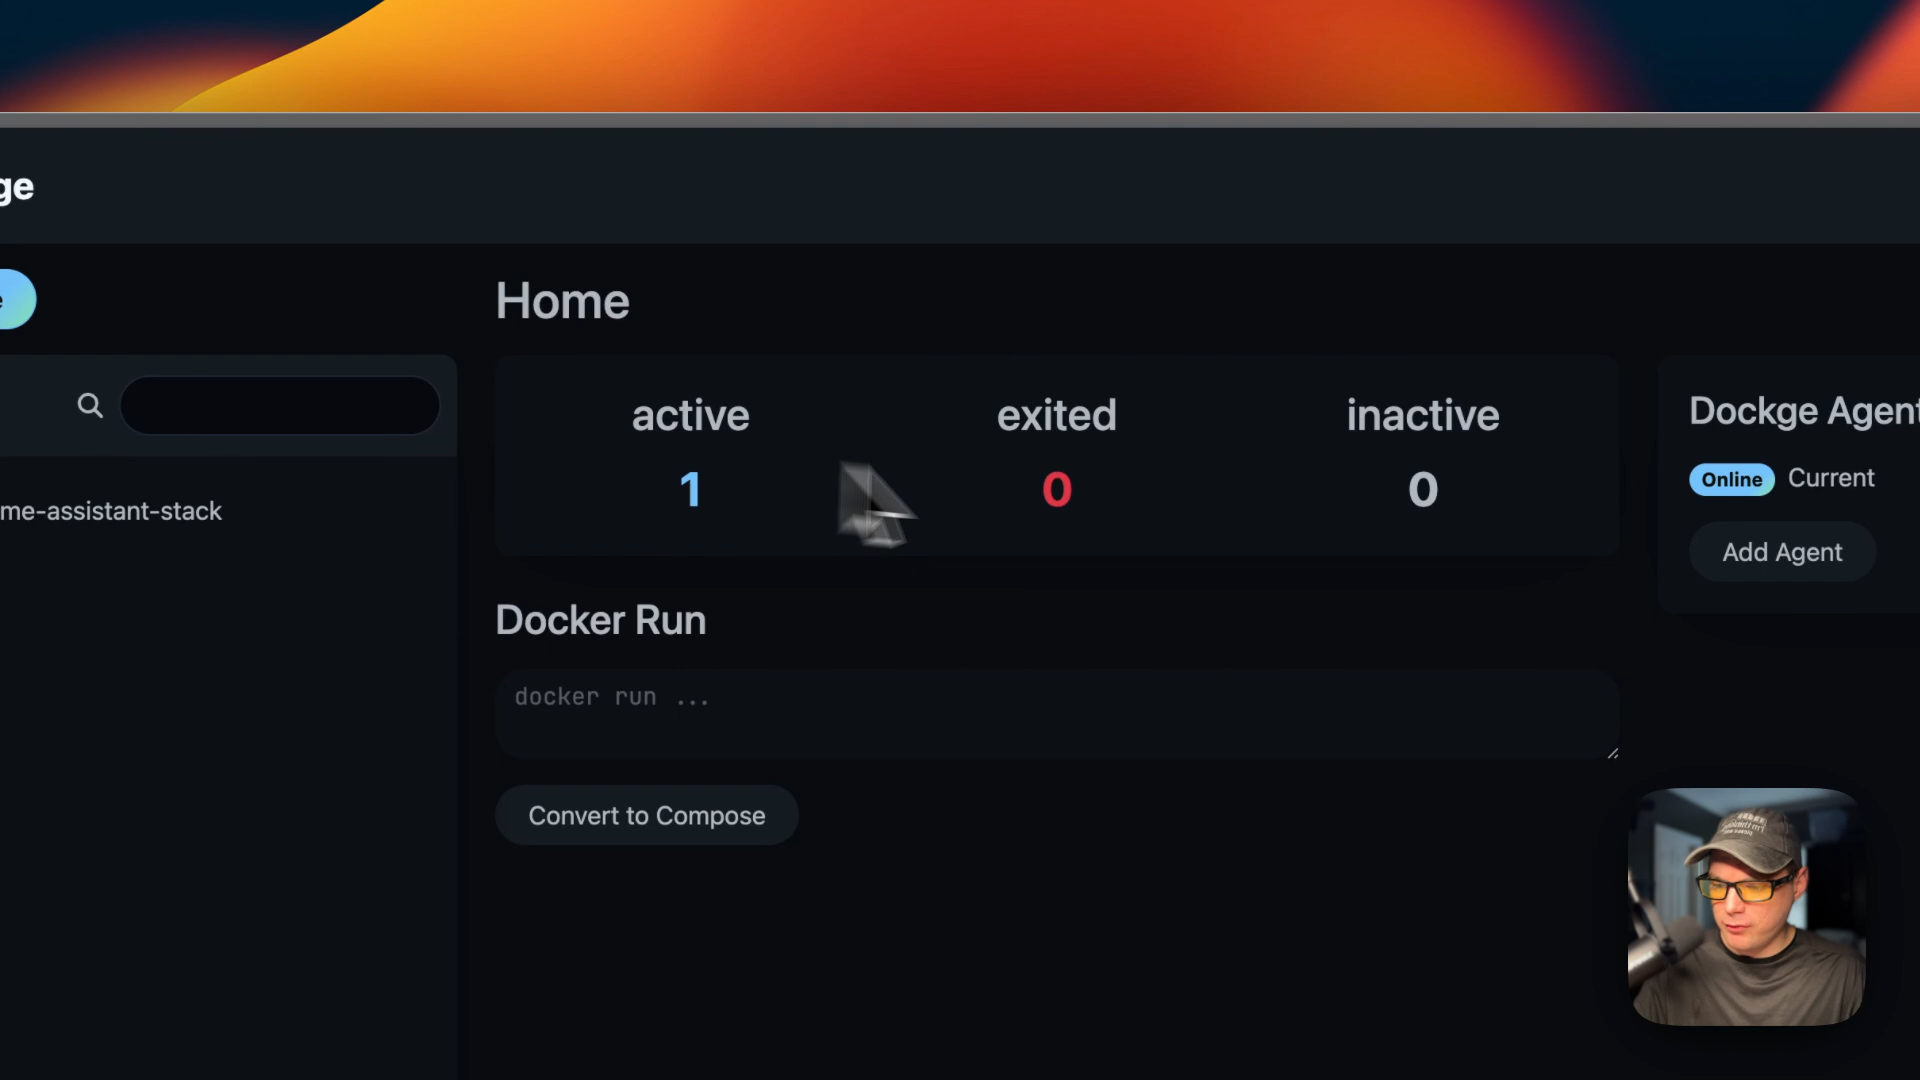 ge
e
Home
active
exited
inactive
1
0
0
Dockge Agent
Online Current
Add Agent
me-assistant-stack
Docker Run
docker run ...
Convert to Compose